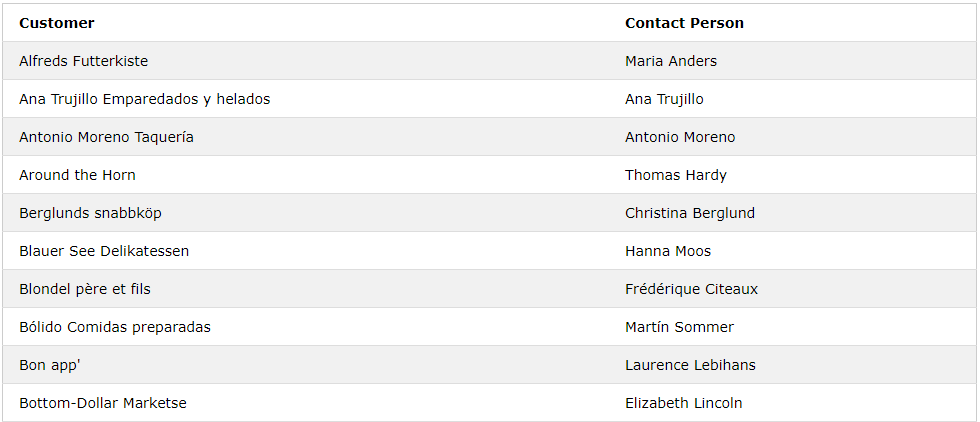 Customer Contact Person
Alfreds Futterkiste Maria Anders
Ana Trujillo Emparedados y helados Ana Trujillo
Antonio Moreno Taquería Antonio Moreno
Around the Horn Thomas Hardy
Berglunds snabbköp Christina Berglund
Blauer See Delikatessen Hanna Moos
Blondel père et fils Frédérique Citeaux
Bólido Comidas preparadas Martín Sommer
Bon app' Laurence Lebihans
Bottom-Dollar Marketse Elizabeth Lincoln